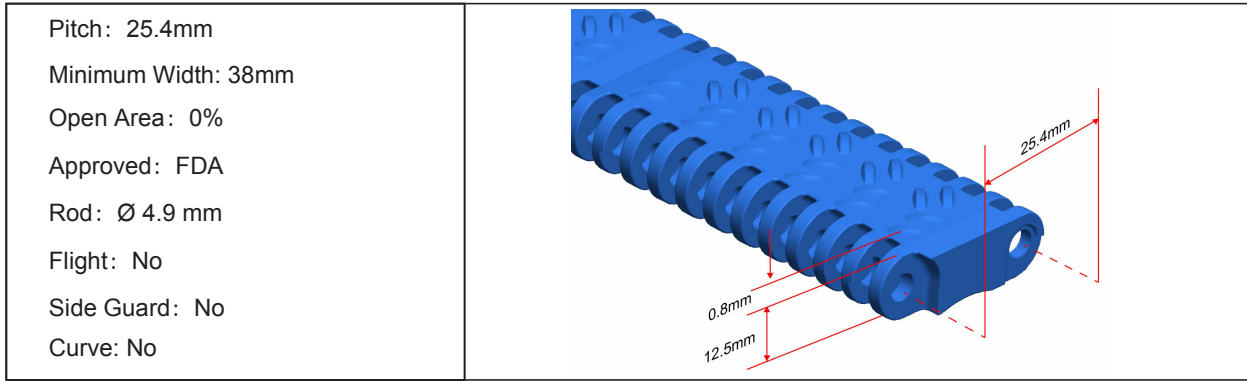 Pitch：25.4mm
Minimum Width: 38mm
Open Area：0%
Approved：FDA
Rod：Ø 4.9 mm
Flight：No
Side Guard：No
Curve: No
25.4mm
0.8mm
12.5mm